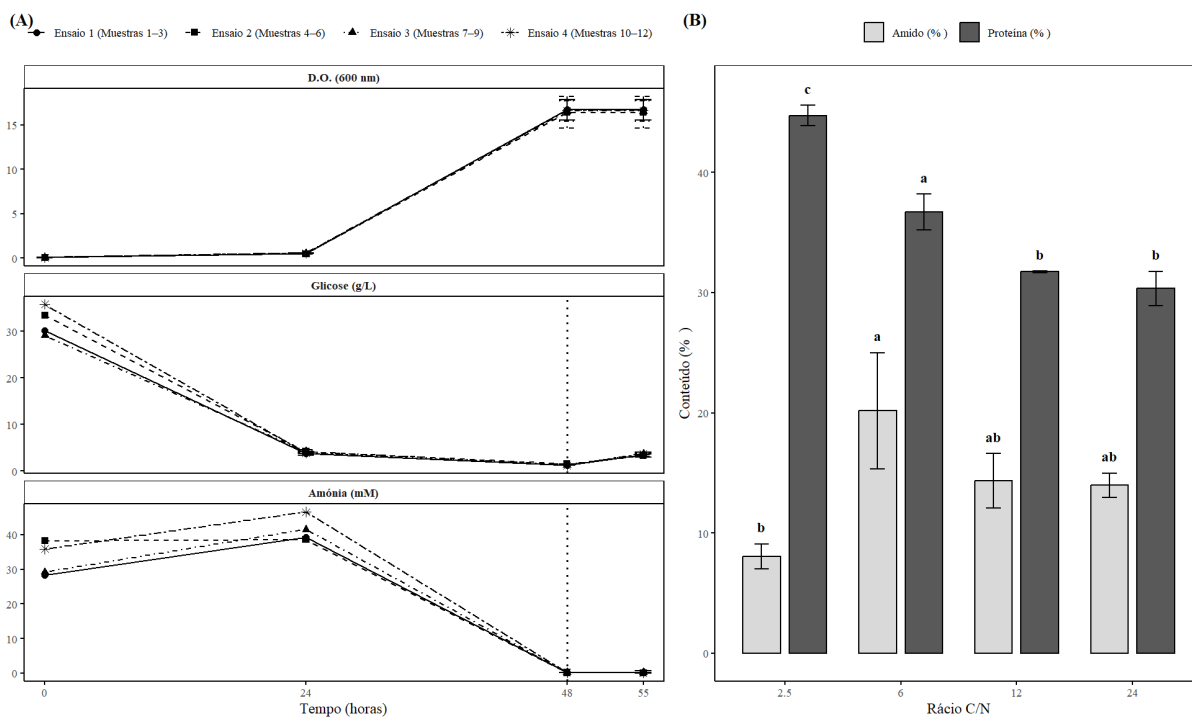 (A)
Ensaio 1 (Muestras 1–3) Ensaio 2 (Muestras 4–6) Ensaio 3 (Muestras 7–9) Ensaio 4 (Muestras 10–12)
D.O. (600 nm)
15
10
5
0
Glicose (g/L)
30
20
10
0
Amónia (mM)
40
30
20
10
0
0 24 48 55
Tempo (horas)
(B)
Amido (% ) Proteína (% )
c
a
b b
a
ab ab
b
40
30
20
10
0
Conteúdo (% )
2.5 6 12 24
Rácio C/N